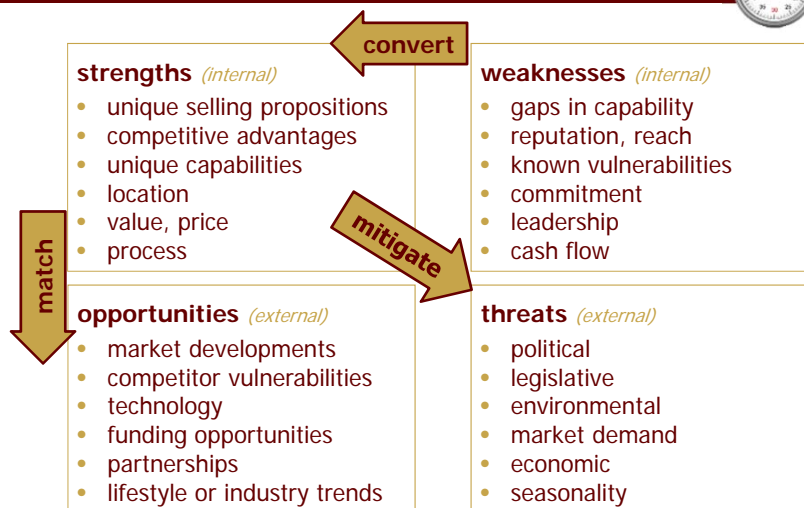 convert
strengths (internal)
• unique selling propositions
• competitive advantages
• unique capabilities
• location
• value, price
• process
weaknesses (internal)
• gaps in capability
• reputation, reach
• known vulnerabilities
• commitment
• leadership
• cash flow
match
mitigate
opportunities (external)
• market developments
• competitor vulnerabilities
• technology
• funding opportunities
• partnerships
• lifestyle or industry trends
threats (external)
• political
• legislative
• environmental
• market demand
• economic
• seasonality